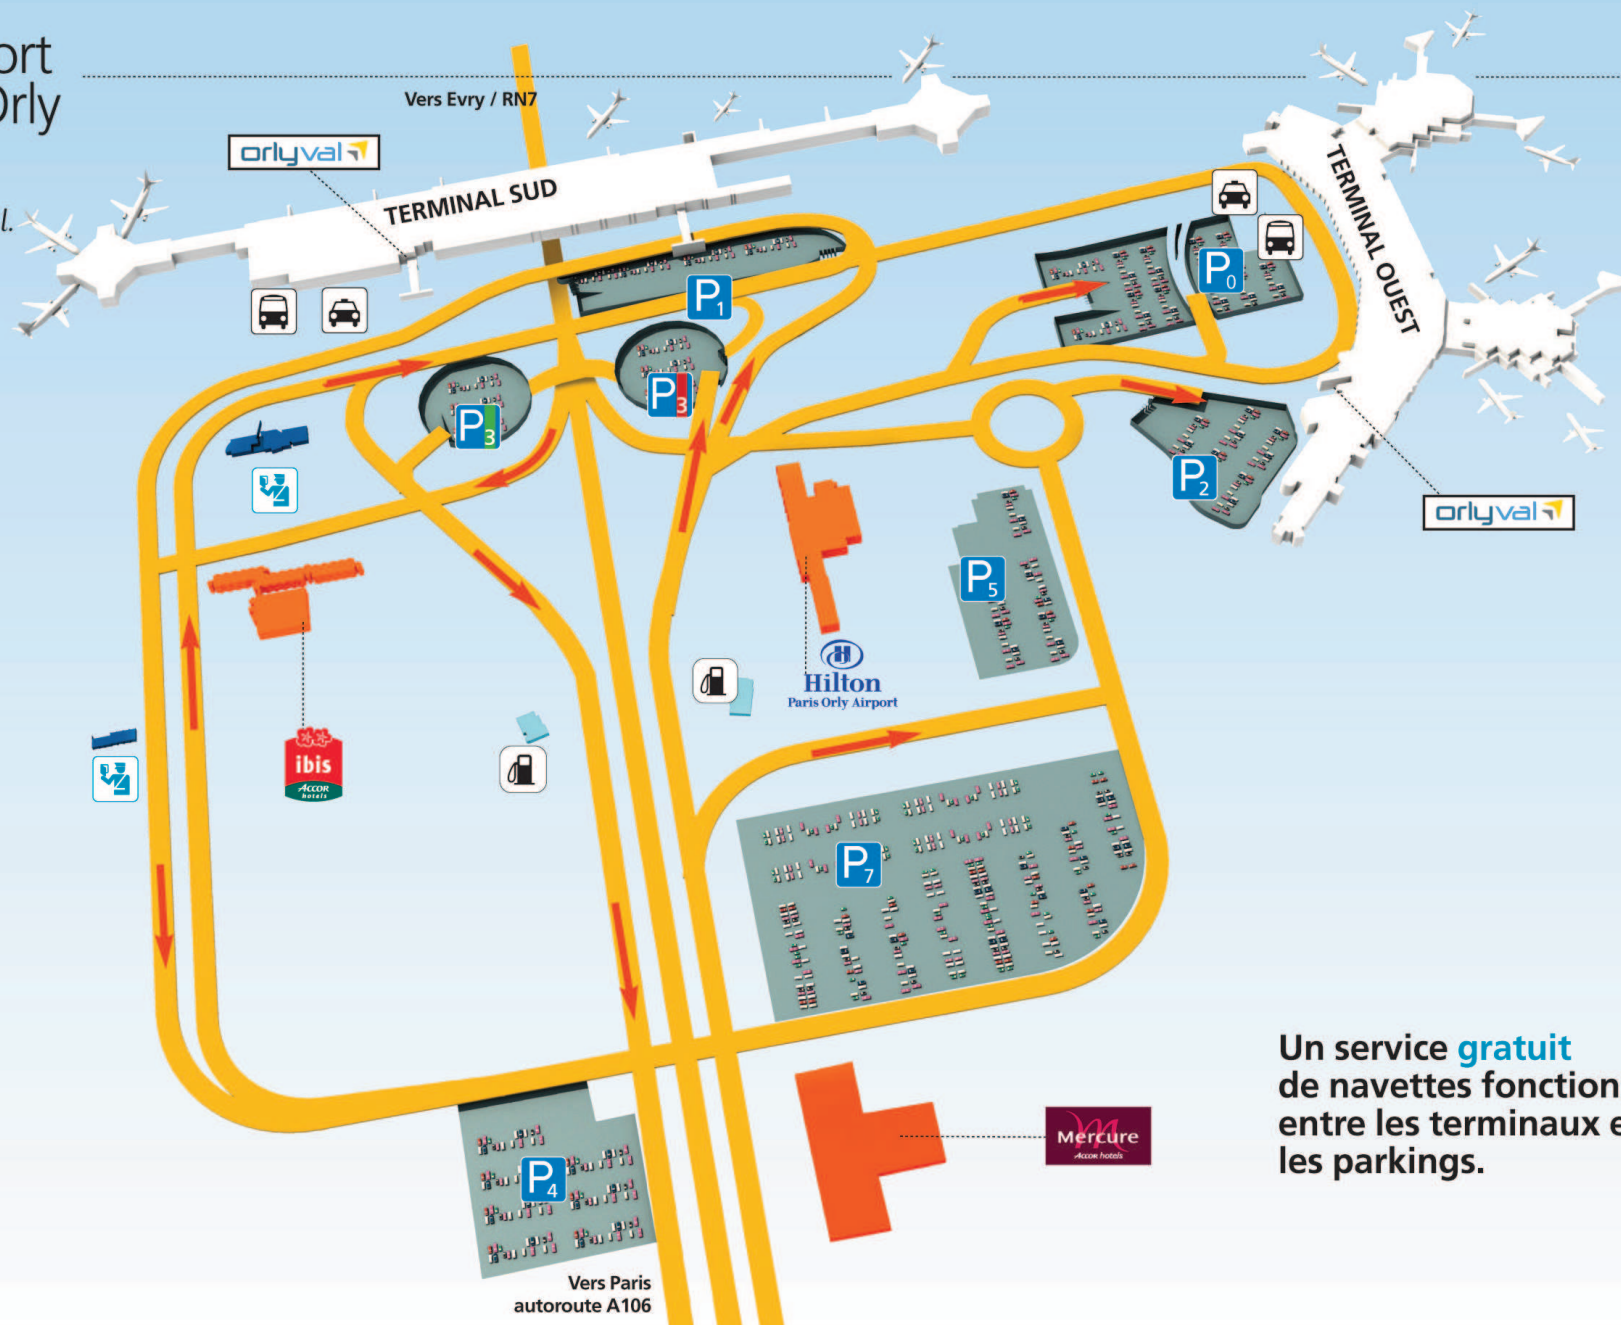 ort
Orly
l.
Vers Evry / RN7
orlyval
TERMINAL SUD
TERMINAL OUEST
P0
P1
P3
P3
P2
orlyval
P5
Hilton
Paris Orly Airport
ibis
ACCOR
hotels
P7
Un service gratuit
de navettes fonction
entre les terminaux e
les parkings.
Mercure
ACCOR hotels
P4
Vers Paris
autoroute A106